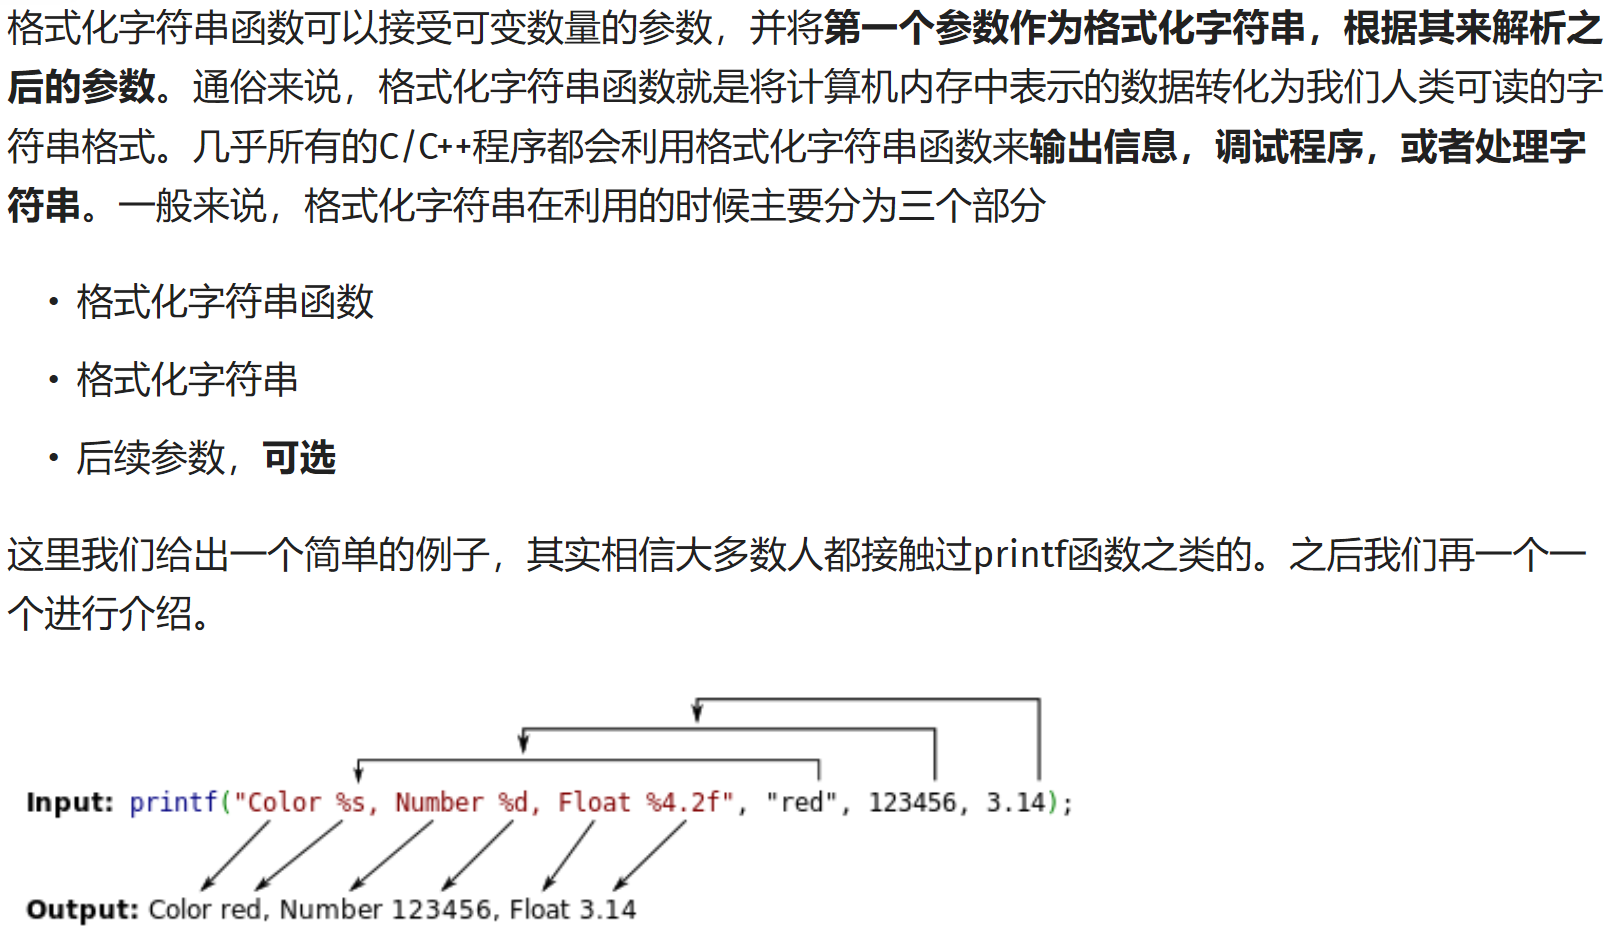 格式化字符串函数可以接受可变数量的参数，并将第一个参数作为格式化字符串，根据其来解析之
后的参数。通俗来说，格式化字符串函数就是将计算机内存中表示的数据转化为我们人类可读的字
符串格式。几乎所有的C/C++程序都会利用格式化字符串函数来输出信息，调试程序，或者处理字
符串。一般来说，格式化字符串在利用的时候主要分为三个部分
• 格式化字符串函数
• 格式化字符串
• 后续参数，可选
这里我们给出一个简单的例子，其实相信大多数人都接触过printf函数之类的。之后我们再一个一
个进行介绍。
Input: printf("Color %s, Number %d, Float %4.2f", "red", 123456, 3.14);
Output: Color red, Number 123456, Float 3.14